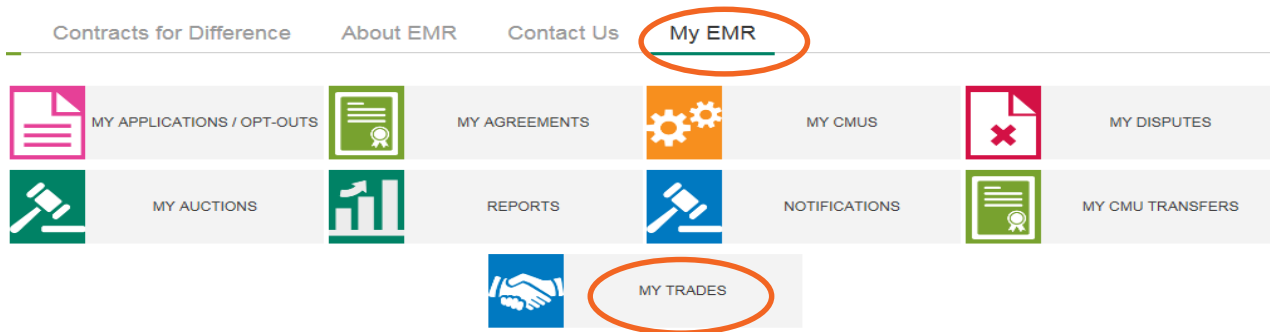 Contracts for Difference About EMR Contact Us My EMR
MY APPLICATIONS / OPT-OUTS MY AGREEMENTS MY CMUS MY DISPUTES
MY AUCTIONS REPORTS NOTIFICATIONS MY CMU TRANSFERS
MY TRADES